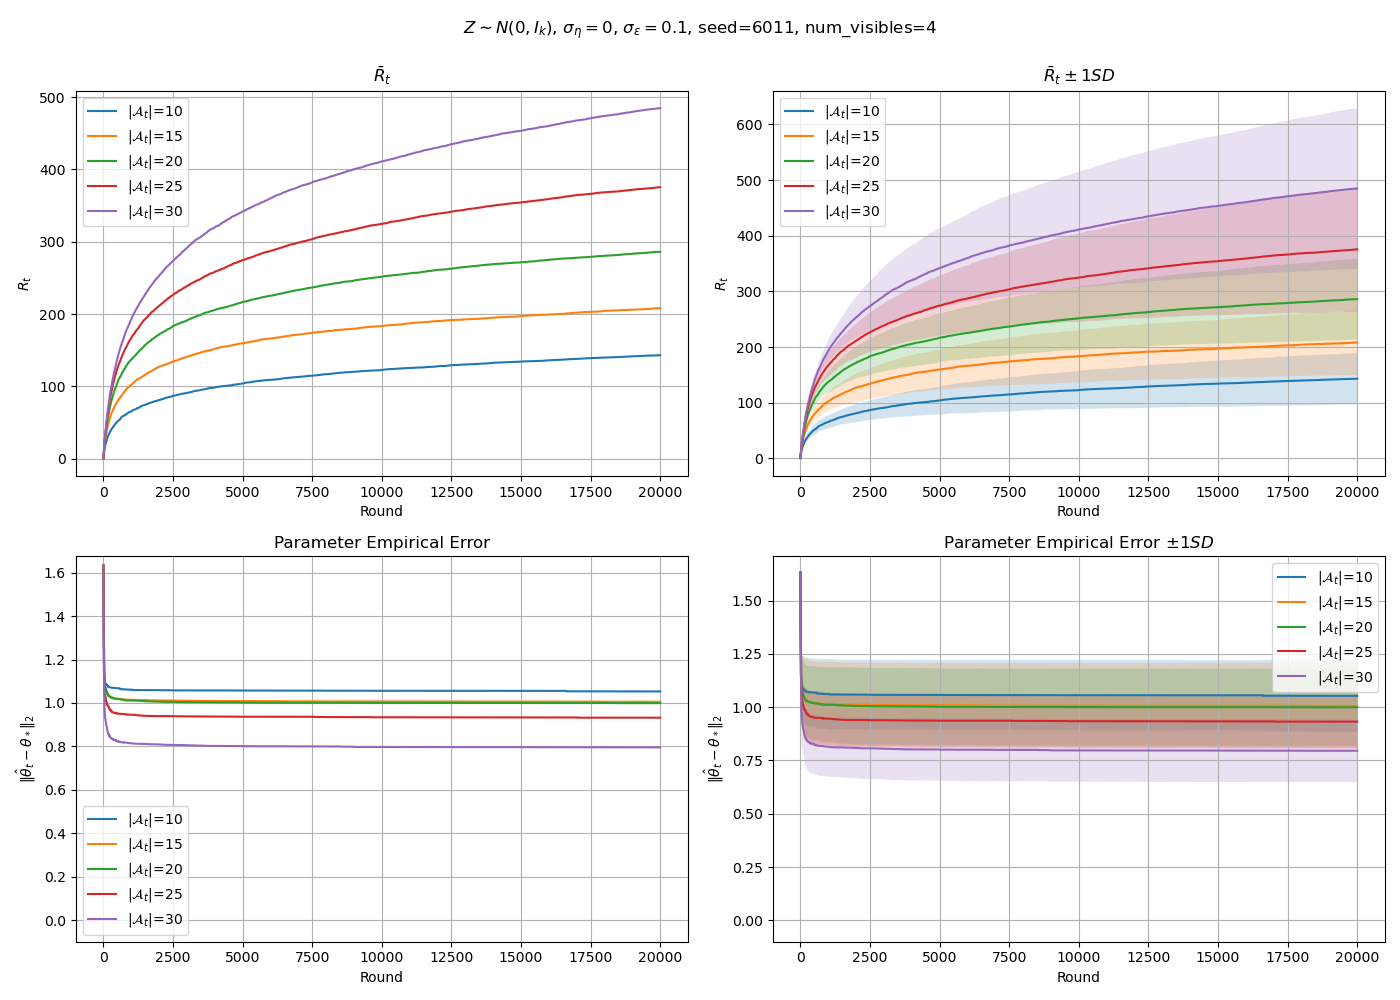 Z ∼ N(0, I_k), σ_η = 0, σ_ε = 0.1, seed=6011, num_visibles=4
R̄_t
R_t
500
400
300
200
100
0
|𝒜_t|=10
|𝒜_t|=15
|𝒜_t|=20
|𝒜_t|=25
|𝒜_t|=30
0 2500 5000 7500 10000 12500 15000 17500 20000
Round
R̄_t ± 1SD
R_t
600
500
400
300
200
100
0
|𝒜_t|=10
|𝒜_t|=15
|𝒜_t|=20
|𝒜_t|=25
|𝒜_t|=30
0 2500 5000 7500 10000 12500 15000 17500 20000
Round
Parameter Empirical Error
‖θ̂_t − θ_*‖_2
1.6
1.4
1.2
1.0
0.8
0.6
0.4
0.2
0.0
|𝒜_t|=10
|𝒜_t|=15
|𝒜_t|=20
|𝒜_t|=25
|𝒜_t|=30
0 2500 5000 7500 10000 12500 15000 17500 20000
Round
Parameter Empirical Error ±1SD
‖θ̂_t − θ_*‖_2
1.50
1.25
1.00
0.75
0.50
0.25
0.00
|𝒜_t|=10
|𝒜_t|=15
|𝒜_t|=20
|𝒜_t|=25
|𝒜_t|=30
0 2500 5000 7500 10000 12500 15000 17500 20000
Round